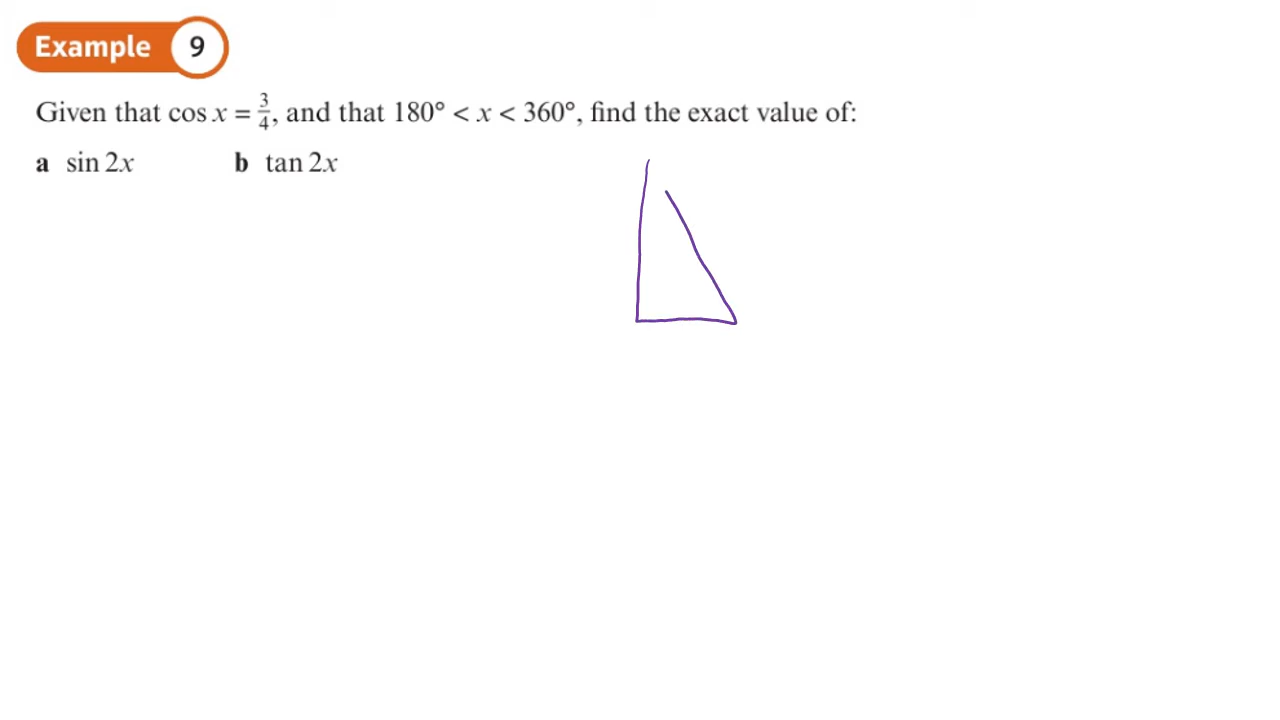 Example 9
Given that cos x = 3/4, and that 180° < x < 360°, find the exact value of:
a sin 2x b tan 2x